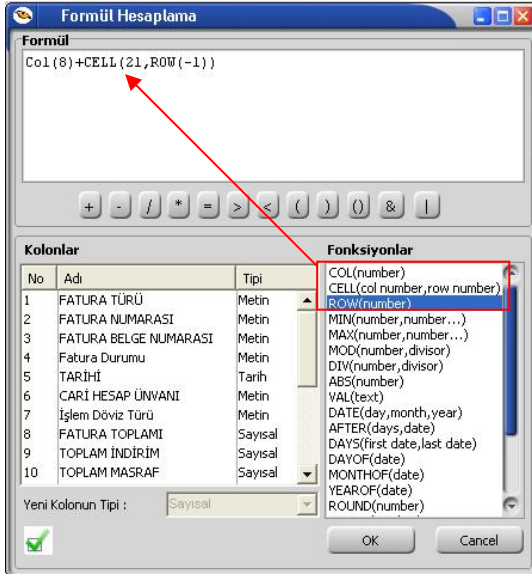 Formül Hesaplama
Formül
Col(8)+CELL(21,ROW(-1))
+ - / * = > < ( ) () & |
Kolonlar
No Adı Tipi
1 FATURA TÜRÜ Metin
2 FATURA NUMARASI Metin
3 FATURA BELGE NUMARASI Metin
4 Fatura Durumu Metin
5 TARİHİ Tarih
6 CARİ HESAP ÜNVANI Metin
7 İşlem Döviz Türü Metin
8 FATURA TOPLAMI Sayısal
9 TOPLAM İNDİRİM Sayısal
10 TOPLAM MASRAF Sayısal
Yeni Kolonun Tipi : Sayısal
Fonksiyonlar
COL(number)
CELL(col number,row number)
ROW(number)
MIN(number,number...)
MAX(number,number...)
MOD(number,divisor)
DIV(number,divisor)
ABS(number)
VAL(text)
DATE(day,month,year)
AFTER(days,date)
DAYS(first date,last date)
DAYOF(date)
MONTHOF(date)
YEAROF(date)
ROUND(number)
OK Cancel